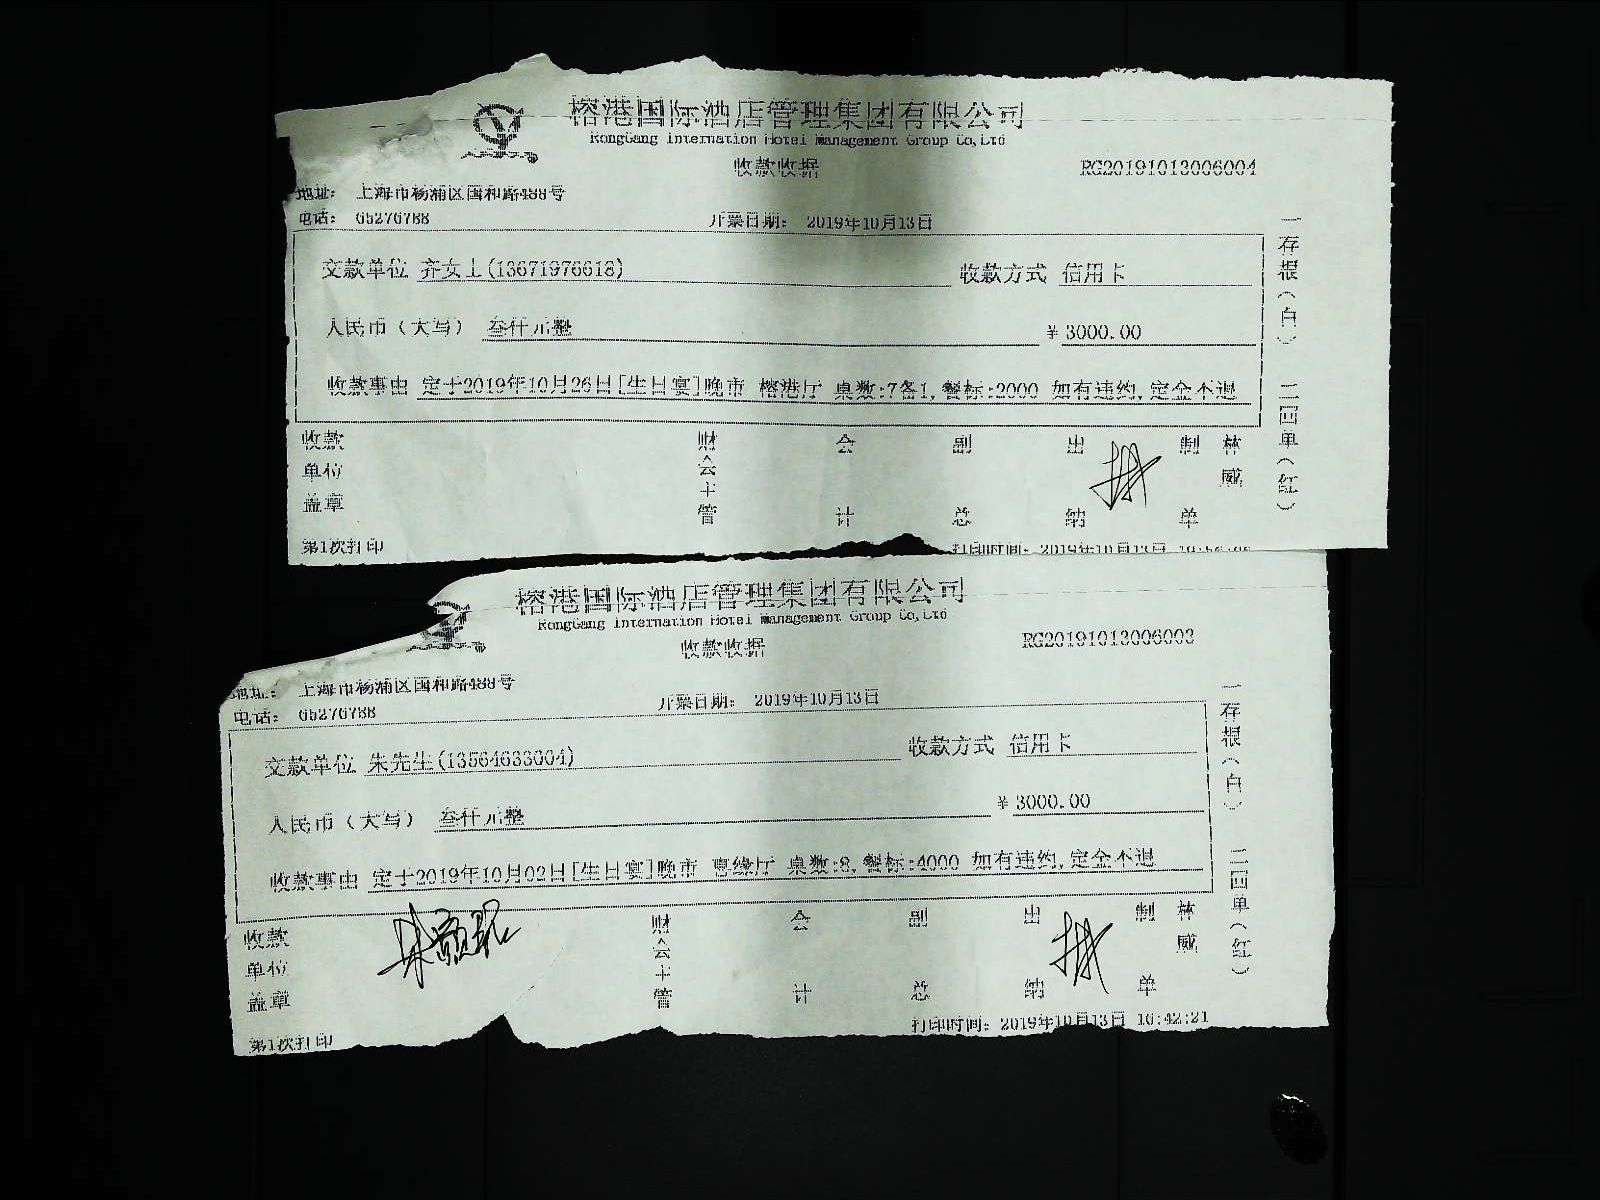 榕港国际酒店管理集团有限公司
RongGang Internation Hotel Management Group Co,Ltd
收款收据 RG20191013006004
地址： 上海市杨浦区国和路488号
电话： 65276788 开票日期： 2019年10月13日
交款单位 齐女士(13671976618) 收款方式 信用卡
人民币（大写） 叁仟元整 ¥ 3000.00
收款事由 定于2019年10月26日[生日宴]晚市 榕港厅 桌数:7备1,餐标:2000 如有违约,定金不退
收款单位盖章 财会主管 会计 副总 出纳 制单 林威
一存根（白） 二回单（红）
第1次打印 打印时间： 2019年10月13日
榕港国际酒店管理集团有限公司
RongGang Internation Hotel Management Group Co,Ltd
收款收据 RG20191013006003
地址： 上海市杨浦区国和路488号
电话： 65276788 开票日期： 2019年10月13日
交款单位 朱先生(13564633004) 收款方式 信用卡
人民币（大写） 叁仟元整 ¥ 3000.00
收款事由 定于2019年10月02日[生日宴]晚市 喜缘厅 桌数:8,餐标:4000 如有违约,定金不退
收款单位盖章 财会主管 会计 副总 出纳 制单 林威
一存根（白） 二回单（红）
第1次打印 打印时间： 2019年10月13日 16:42:21